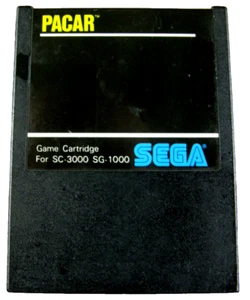 PACAR™
Game Cartridge
For SC-3000 SG-1000 SEGA